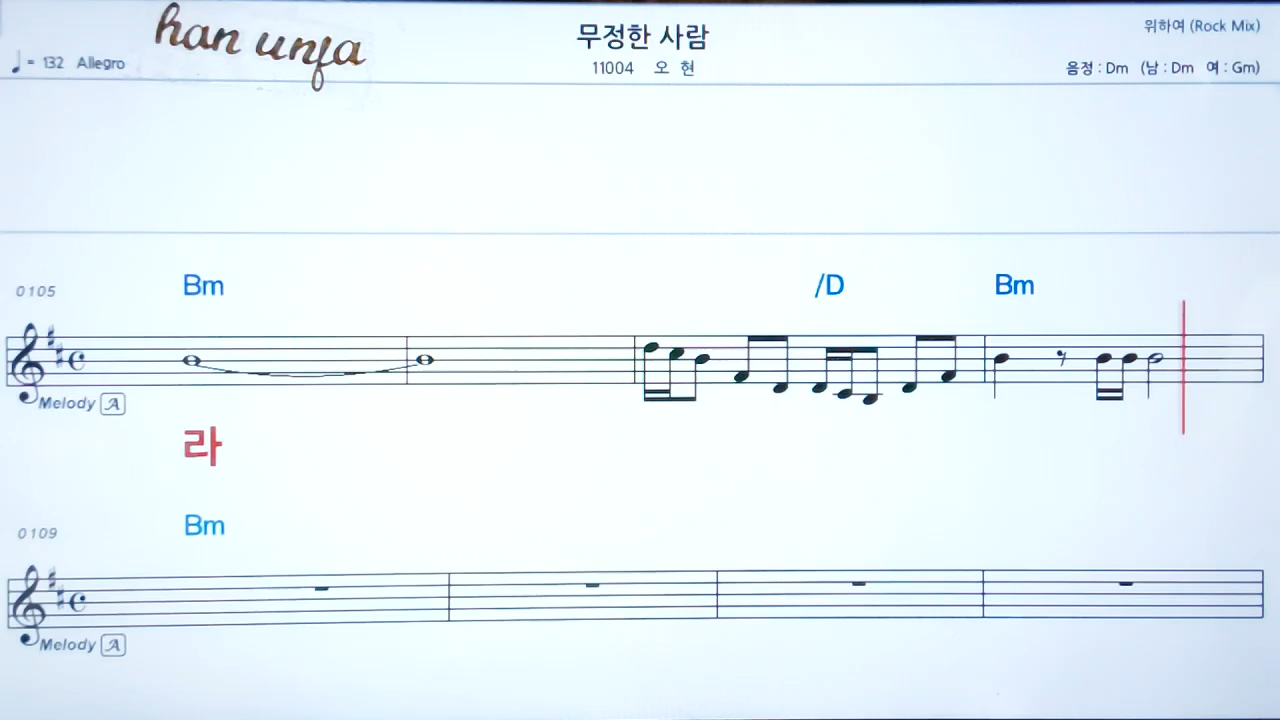 han unfa
무정한 사람
위하여 (Rock Mix)
♩ = 132 Allegro
11004 오 현
음정 : Dm (남 : Dm 여 : Gm)
Bm /D Bm
0105
Melody A
라
Bm
0109
Melody A